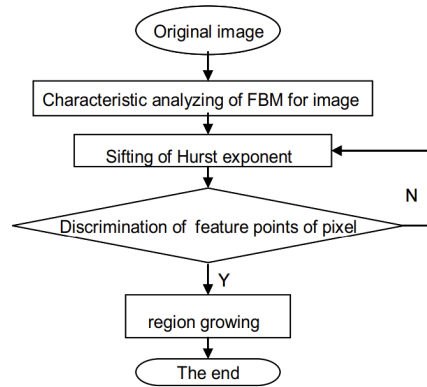 Original image
Characteristic analyzing of FBM for image
Sifting of Hurst exponent
Discrimination of feature points of pixel
N
Y
region growing
The end